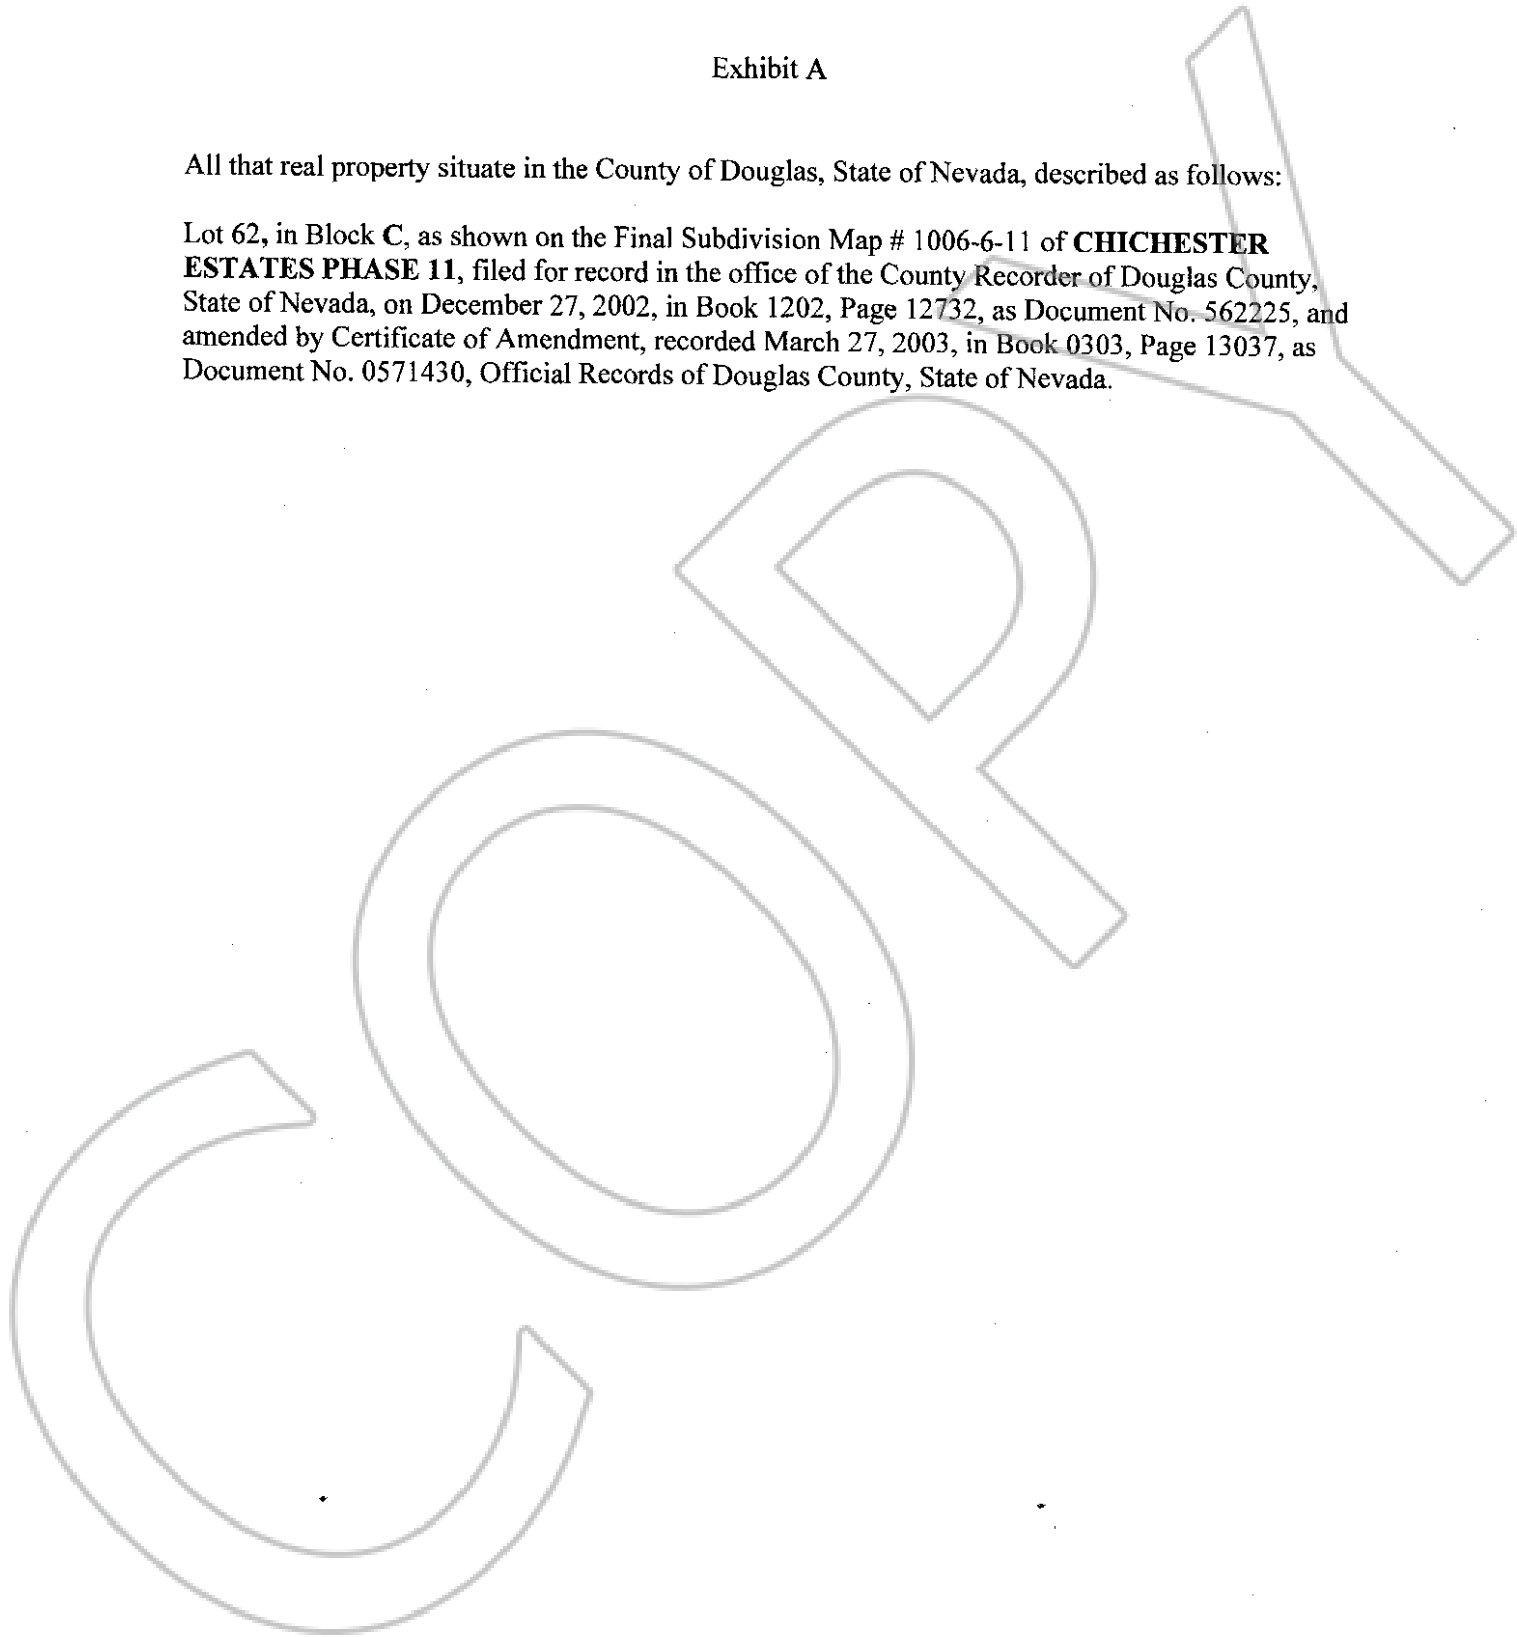 Exhibit A
All that real property situate in the County of Douglas, State of Nevada, described as follows:
Lot 62, in Block C, as shown on the Final Subdivision Map # 1006-6-11 of CHICHESTER
ESTATES PHASE 11, filed for record in the office of the County Recorder of Douglas County,
State of Nevada, on December 27, 2002, in Book 1202, Page 12732, as Document No. 562225, and
amended by Certificate of Amendment, recorded March 27, 2003, in Book 0303, Page 13037, as
Document No. 0571430, Official Records of Douglas County, State of Nevada.
COPY